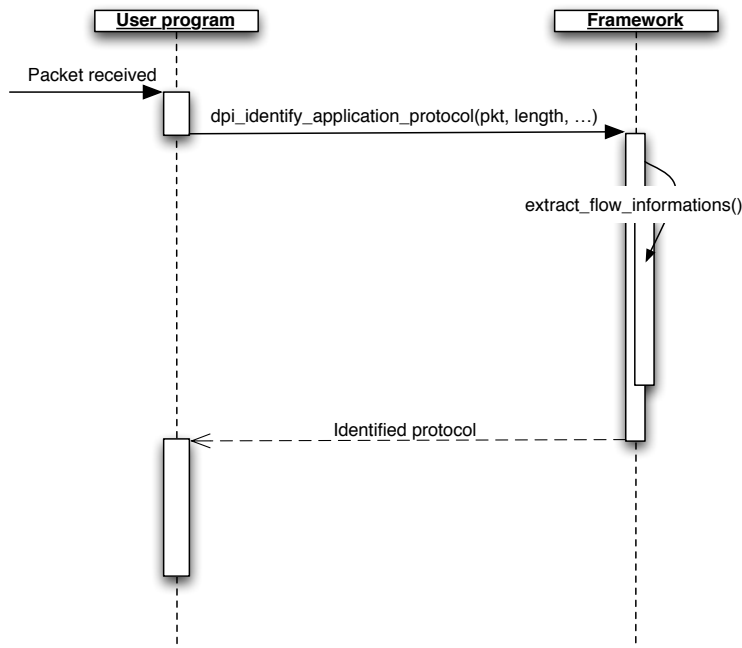 User program
Framework
Packet received
dpi_identify_application_protocol(pkt, length, …)
extract_flow_informations()
Identified protocol